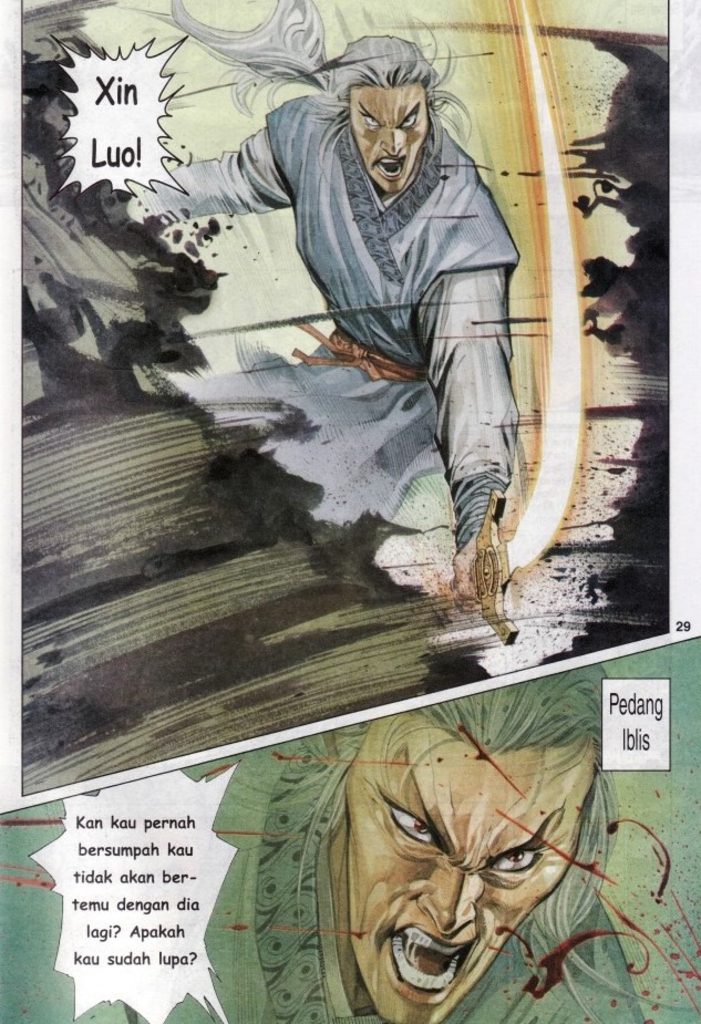 Xin
Luo!
29
Pedang
Iblis
Kan kau pernah
bersumpah kau
tidak akan ber-
temu dengan dia
lagi? Apakah
kau sudah lupa?